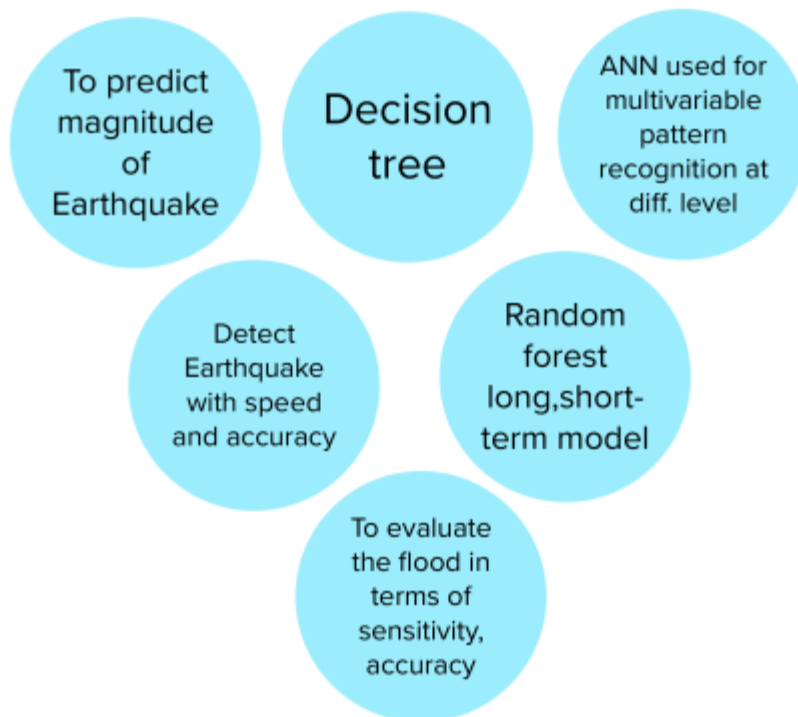 To predict
magnitude
of
Earthquake
Decision
tree
ANN used for
multivariable
pattern
recognition at
diff. level
Detect
Earthquake
with speed
and accuracy
Random
forest
long,short-
term model
To evaluate
the flood in
terms of
sensitivity,
accuracy